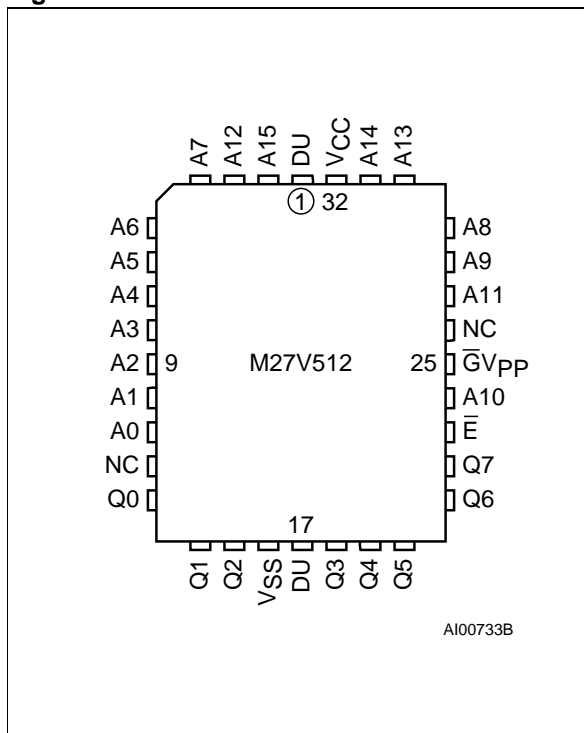 A7 A12 A15 DU VCC A14 A13
1 32
A6 A8
A5 A9
A4 A11
A3 NC
A2 9 M27V512 25 G̅VPP
A1 A10
A0 E̅
NC Q7
Q0 Q6
17
Q1 Q2 VSS DU Q3 Q4 Q5
AI00733B